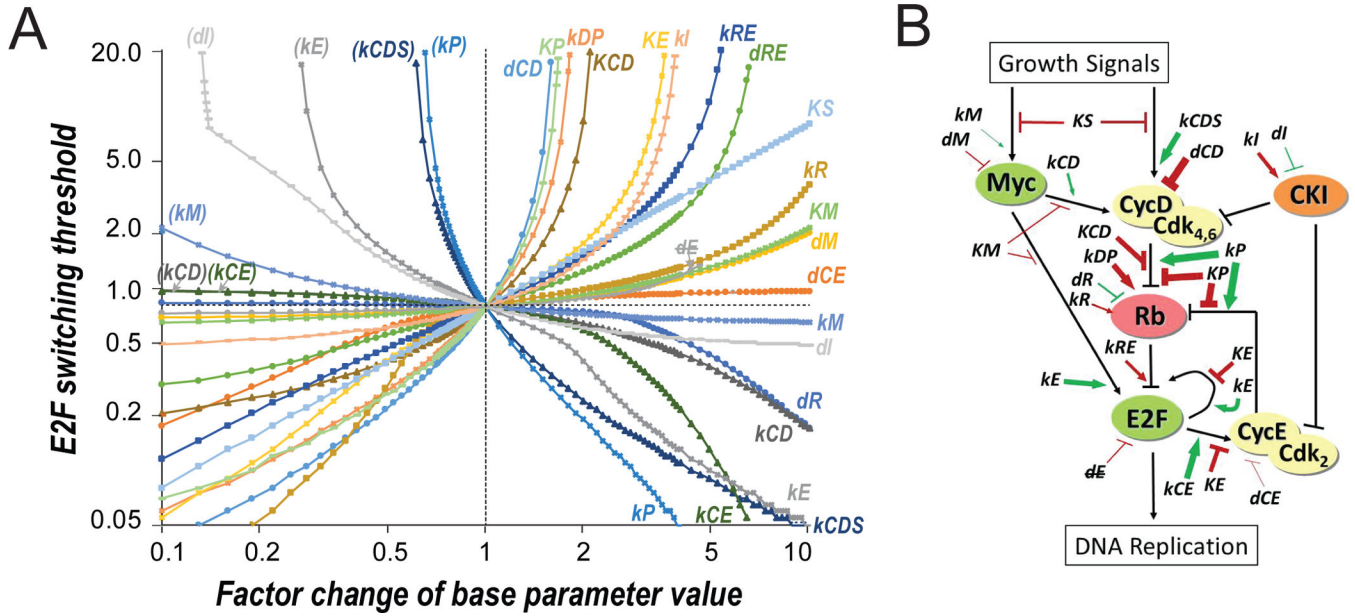 A
E2F switching threshold
20.0
5.0
2.0
1.0
0.5
0.2
0.05
0.1
0.2
0.5
1
2
5
10
Factor change of base parameter value
(dI)
(kE)
(kCDS)
(kP)
(kM)
(kCD)
(kCE)
dCD
KP
kDP
KCD
KE
kI
kRE
dRE
KS
kR
KM
dM
dE
dCE
kM
dI
dR
kCD
kE
kCDS
kCE
kP
B
Growth Signals
kM
dM
KS
kCDS
dCD
kI
dI
kCD
Myc
CycD
Cdk4,6
CKI
KM
KCD
kDP
dR
kR
kP
KP
Rb
kRE
KE
kE
kE
E2F
CycE
Cdk2
dE
kCE
KE
dCE
DNA Replication